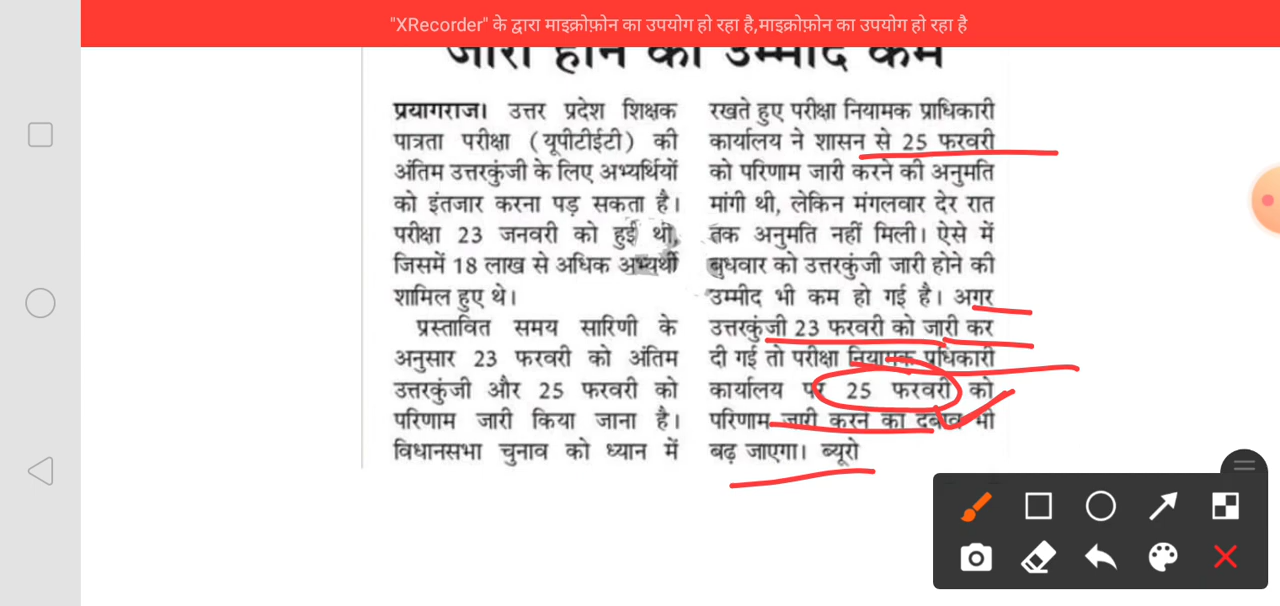 "XRecorder" के द्वारा माइक्रोफ़ोन का उपयोग हो रहा है,माइक्रोफ़ोन का उपयोग हो रहा है
जारी होने की उम्मीद कम
प्रयागराज। उत्तर प्रदेश शिक्षक
पात्रता परीक्षा (यूपीटीईटी) की
अंतिम उत्तरकुंजी के लिए अभ्यर्थियों
को इंतजार करना पड़ सकता है।
परीक्षा 23 जनवरी को हुई थी,
जिसमें 18 लाख से अधिक अभ्यर्थी
शामिल हुए थे।
प्रस्तावित समय सारिणी के
अनुसार 23 फरवरी को अंतिम
उत्तरकुंजी और 25 फरवरी को
परिणाम जारी किया जाना है।
विधानसभा चुनाव को ध्यान में
रखते हुए परीक्षा नियामक प्राधिकारी
कार्यालय ने शासन से 25 फरवरी
को परिणाम जारी करने की अनुमति
मांगी थी, लेकिन मंगलवार देर रात
तक अनुमति नहीं मिली। ऐसे में
बुधवार को उत्तरकुंजी जारी होने की
उम्मीद भी कम हो गई है। अगर
उत्तरकुंजी 23 फरवरी को जारी कर
दी गई तो परीक्षा नियामक प्रधिकारी
कार्यालय पर 25 फरवरी को
परिणाम जारी करने का दबाव भी
बढ़ जाएगा। ब्यूरो